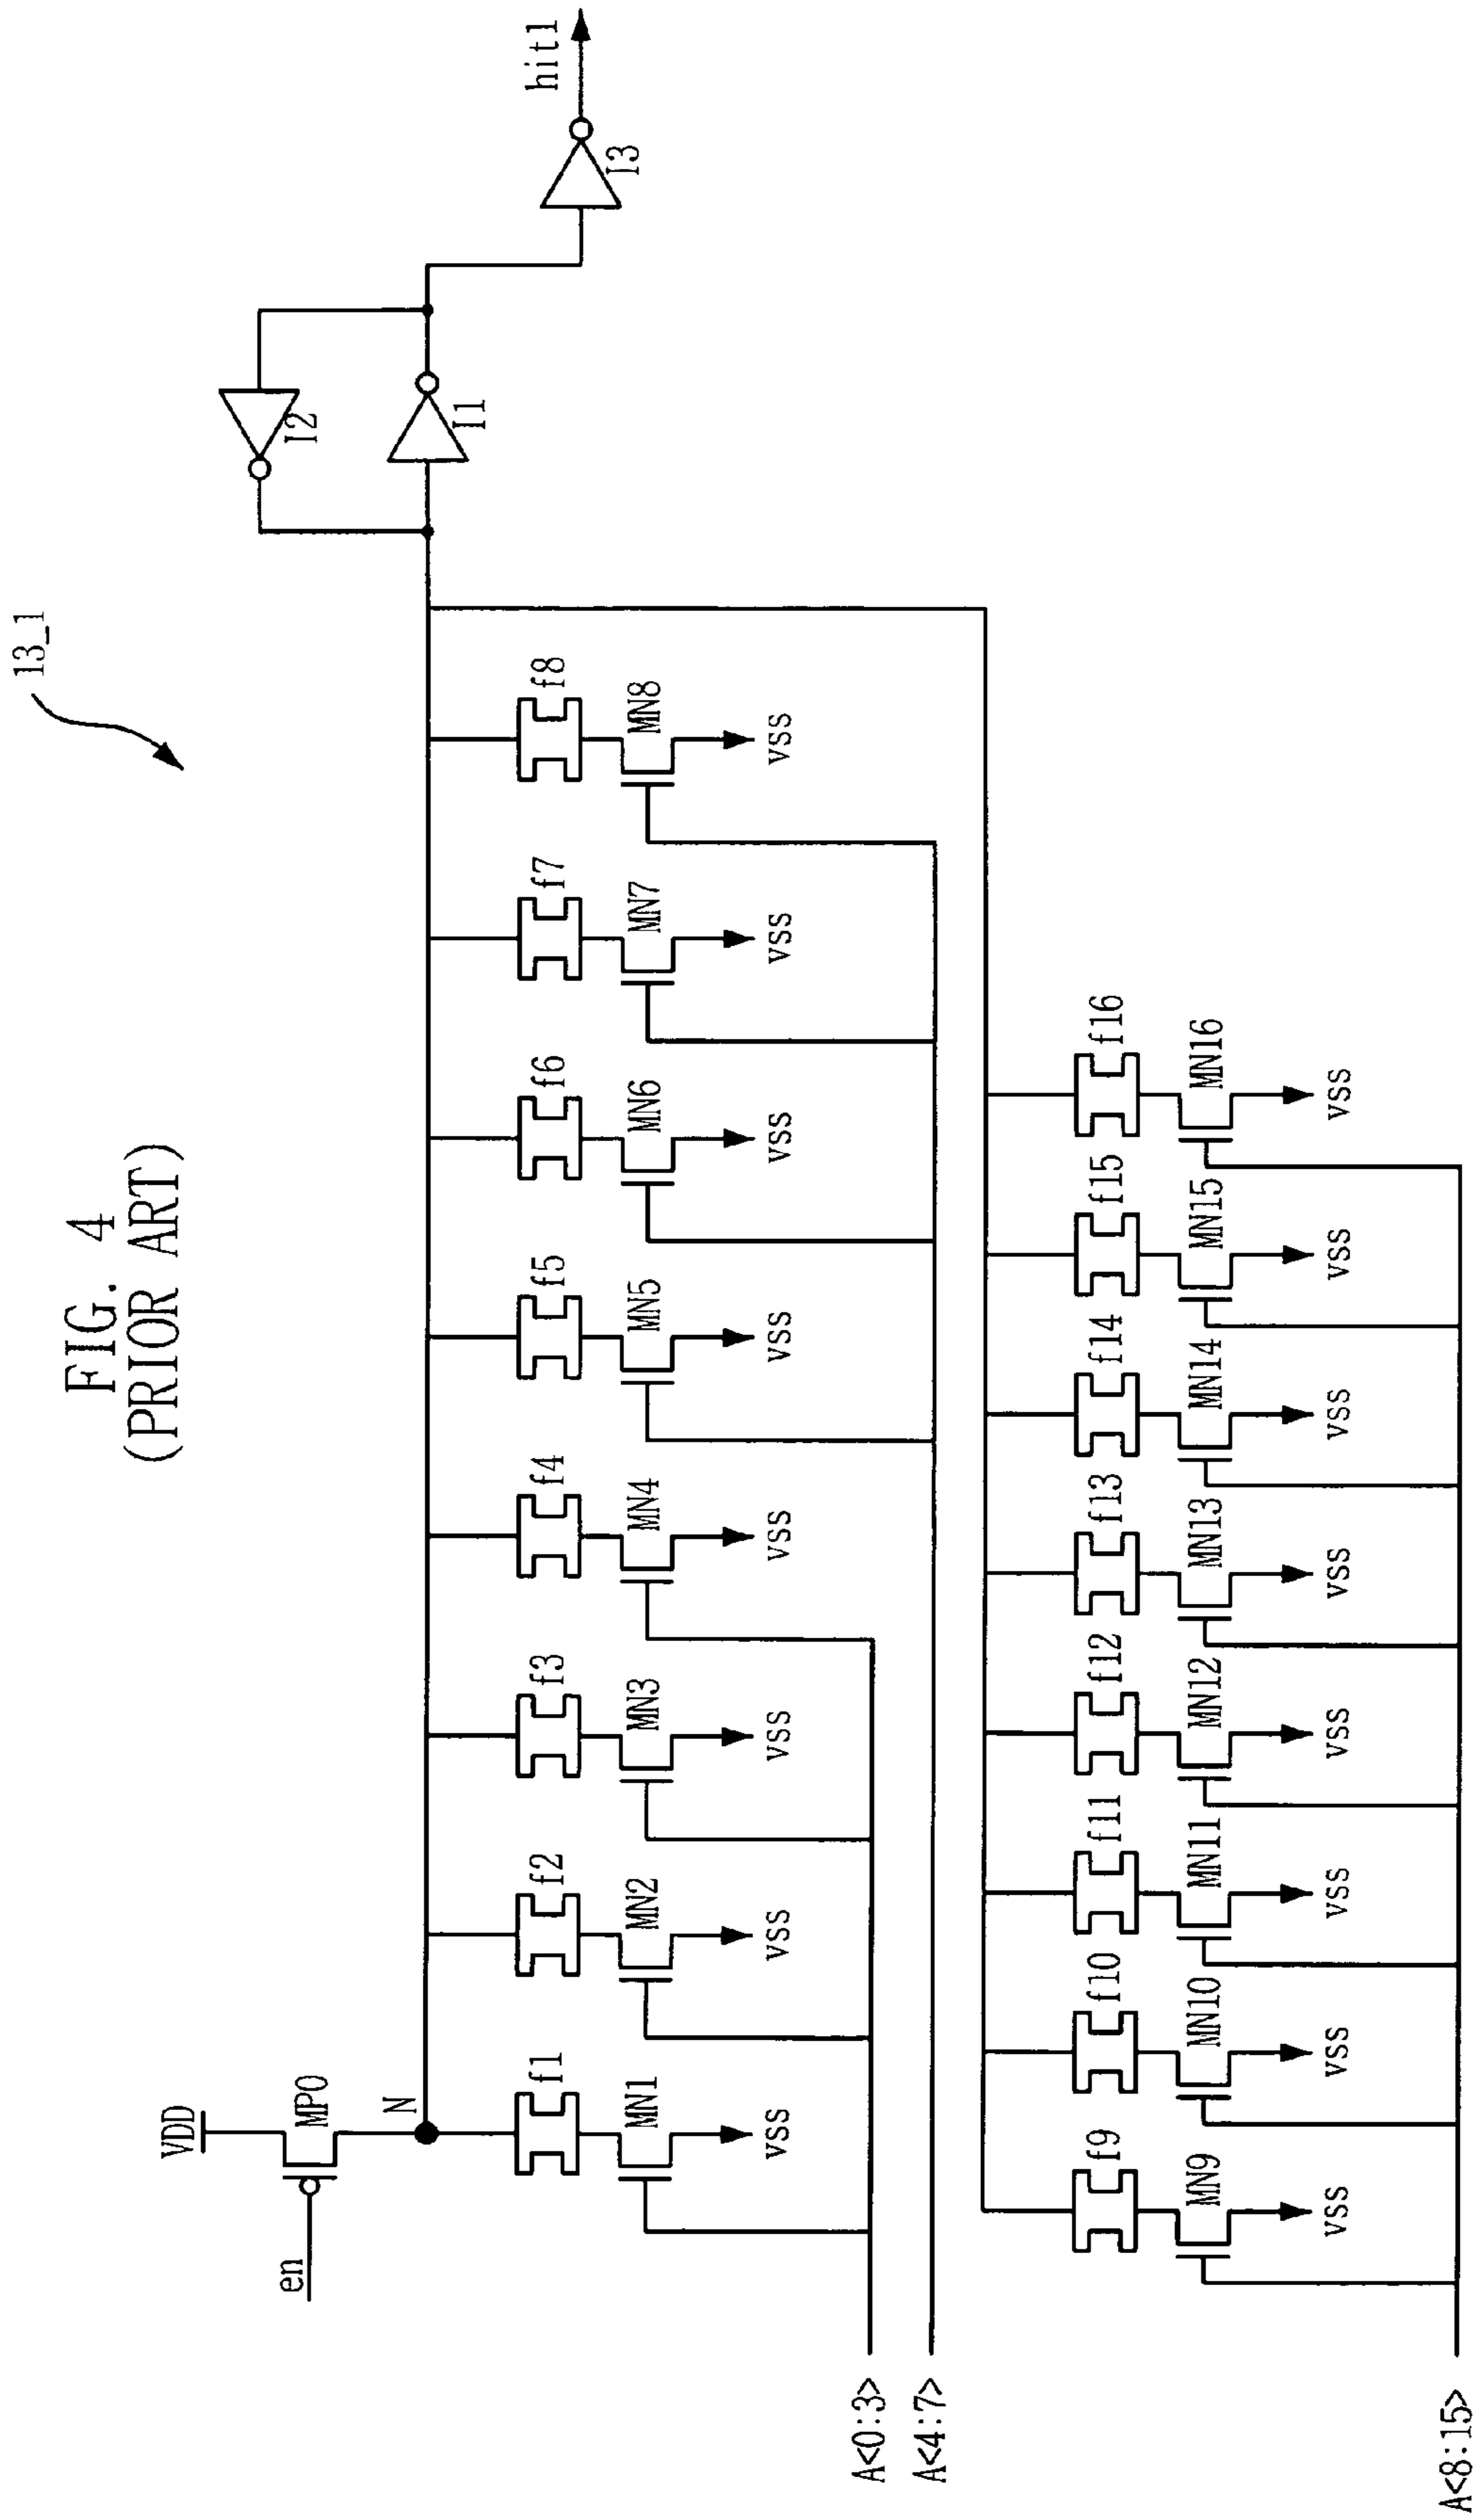 FIG. 4
(PRIOR ART)
13_1
VDD
en
MP0
N
I2
I1
I3
hit1
f1
f2
f3
f4
f5
f6
f7
f8
MN1
MN2
MN3
MN4
MN5
MN6
MN7
MN8
vss
vss
vss
vss
vss
vss
vss
vss
A<0:3>
A<4:7>
f9
f10
f11
f12
f13
f14
f15
f16
MN9
MN10
MN11
MN12
MN13
MN14
MN15
MN16
vss
vss
vss
vss
vss
vss
vss
vss
A<8:15>